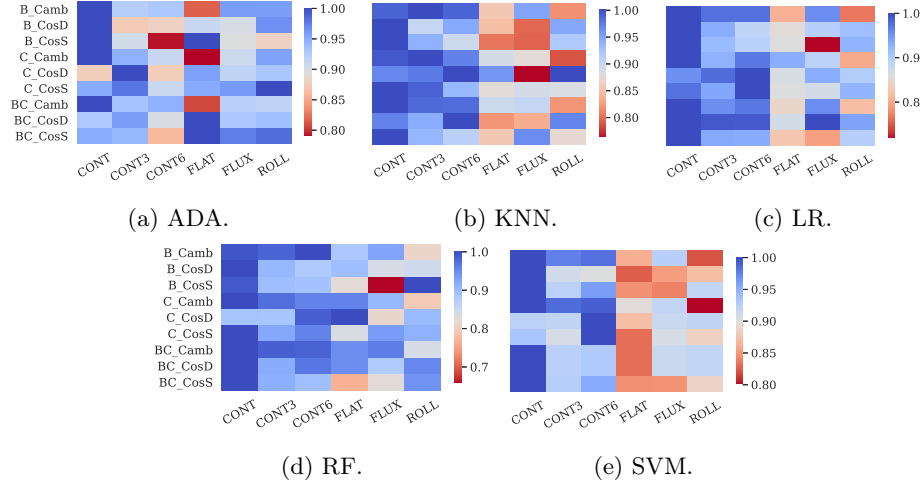 B_Camb
B_CosD
B_CosS
C_Camb
C_CosD
C_CosS
BC_Camb
BC_CosD
BC_CosS
CONT CONT3 CONT6 FLAT FLUX ROLL
1.00
0.95
0.90
0.85
0.80
(a) ADA.
CONT CONT3 CONT6 FLAT FLUX ROLL
1.00
0.95
0.90
0.85
0.80
(b) KNN.
CONT CONT3 CONT6 FLAT FLUX ROLL
1.0
0.9
0.8
(c) LR.
B_Camb
B_CosD
B_CosS
C_Camb
C_CosD
C_CosS
BC_Camb
BC_CosD
BC_CosS
CONT CONT3 CONT6 FLAT FLUX ROLL
1.0
0.9
0.8
0.7
(d) RF.
CONT CONT3 CONT6 FLAT FLUX ROLL
1.00
0.95
0.90
0.85
0.80
(e) SVM.